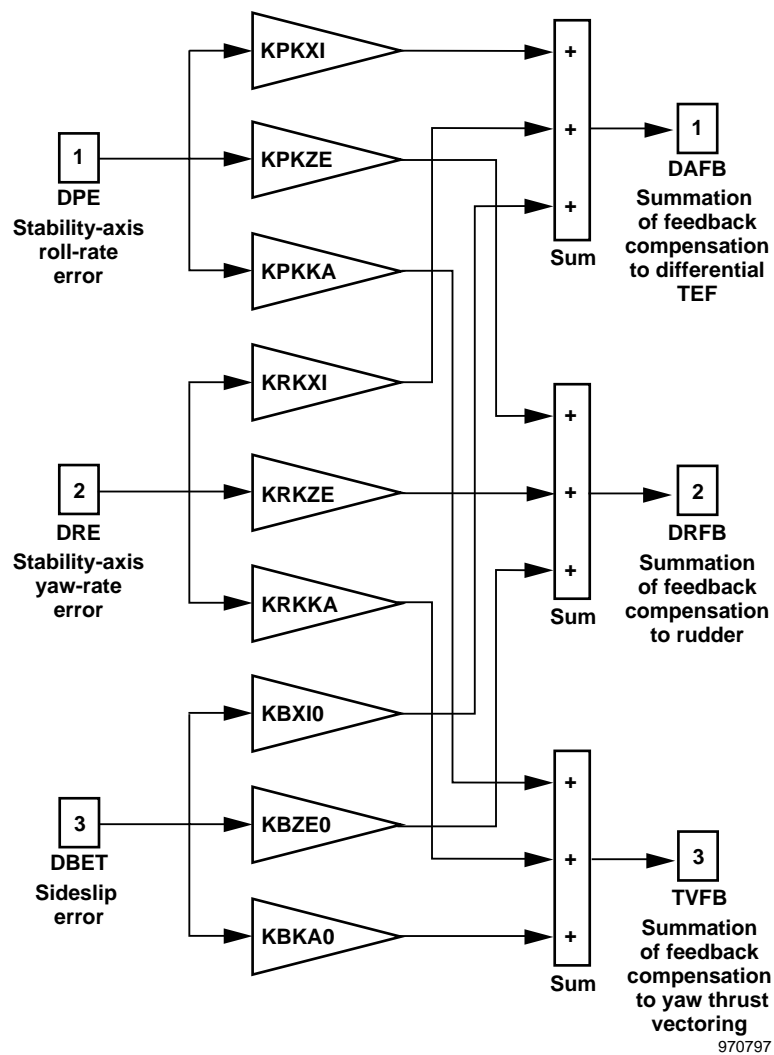 KPKXI
+
1
KPKZE
+
1
DPE
Stability-axis
roll-rate
error
DAFB
Summation
of feedback
compensation
to differential
TEF
+
Sum
KPKKA
KRKXI
+
2
KRKZE
+
2
DRE
Stability-axis
yaw-rate
error
DRFB
Summation
of feedback
compensation
to rudder
+
Sum
KRKKA
KBXI0
+
3
KBZE0
+
3
DBET
Sideslip
error
TVFB
Summation
of feedback
compensation
to yaw thrust
vectoring
KBKA0
+
Sum
970797